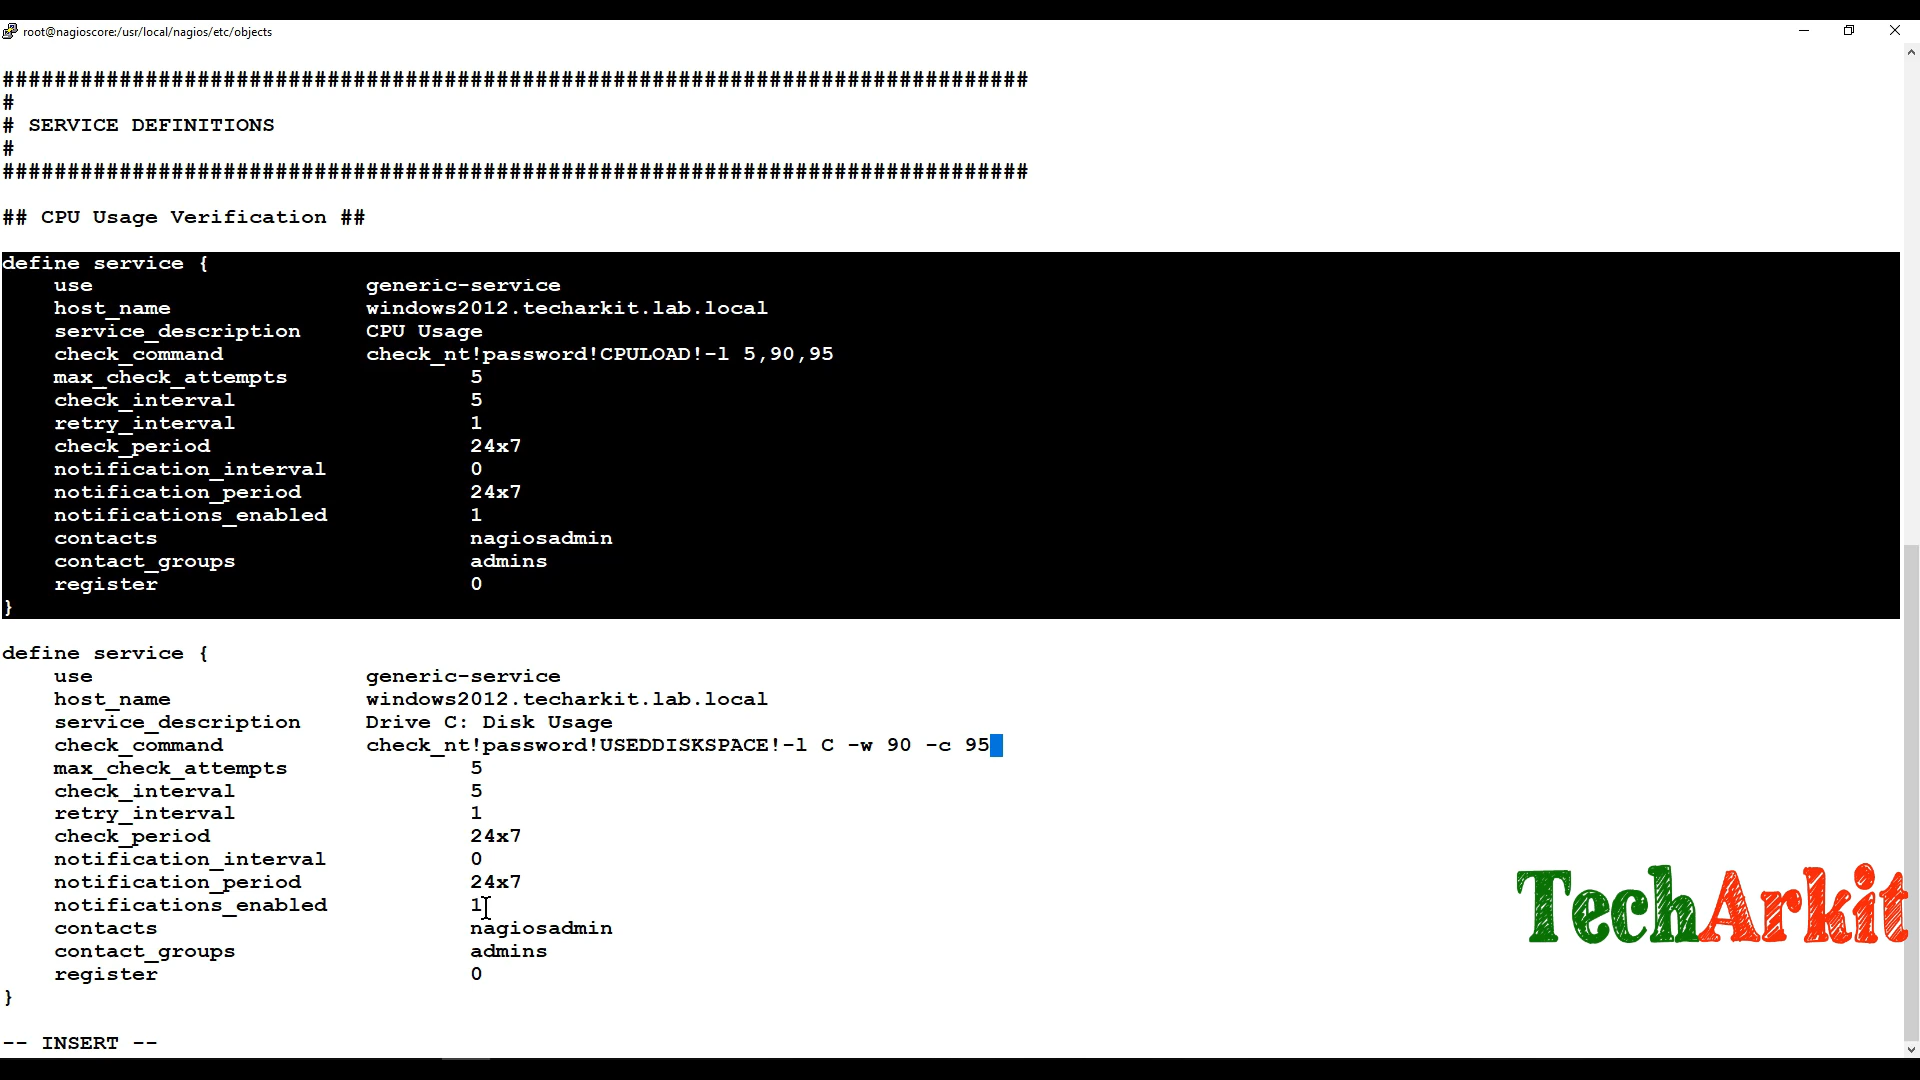 root@nagioscore:/usr/local/nagios/etc/objects
###############################################################################
#
# SERVICE DEFINITIONS
#
###############################################################################
## CPU Usage Verification ##
define service {
    use                     generic-service
    host_name               windows2012.techarkit.lab.local
    service_description     CPU Usage
    check_command           check_nt!password!CPULOAD!-l 5,90,95
    max_check_attempts              5
    check_interval                  5
    retry_interval                  1
    check_period                    24x7
    notification_interval           0
    notification_period             24x7
    notifications_enabled           1
    contacts                        nagiosadmin
    contact_groups                  admins
    register                        0
}
define service {
    use                     generic-service
    host_name               windows2012.techarkit.lab.local
    service_description     Drive C: Disk Usage
    check_command           check_nt!password!USEDDISKSPACE!-l C -w 90 -c 95
    max_check_attempts              5
    check_interval                  5
    retry_interval                  1
    check_period                    24x7
    notification_interval           0
    notification_period             24x7
    notifications_enabled           1
    contacts                        nagiosadmin
    contact_groups                  admins
    register                        0
}
TechArkit
-- INSERT --